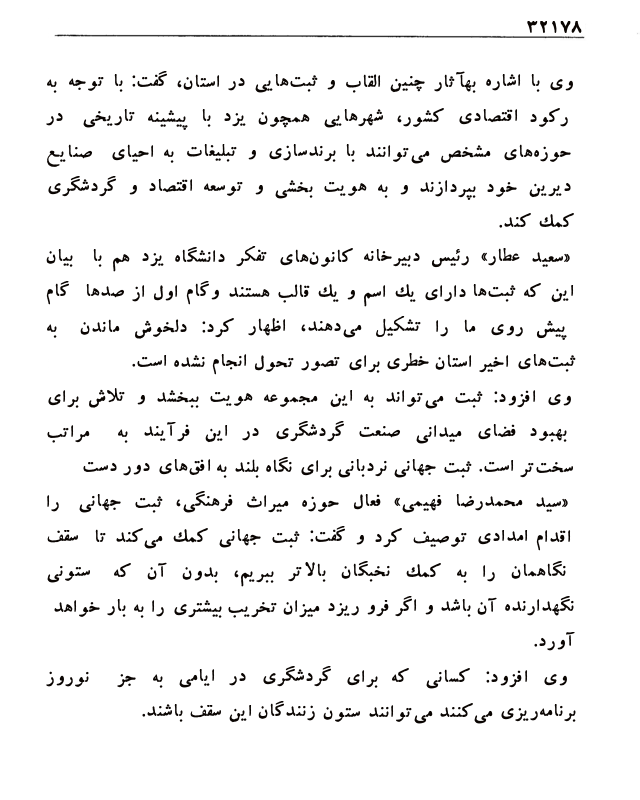 ۳۲۱۷۸
وی با اشاره بهآثار چنین القاب و ثبت‌هایی در استان، گفت: با توجه به
رکود اقتصادی کشور، شهرهایی همچون یزد با پیشینه تاریخی در
حوزه‌های مشخص می‌توانند با برندسازی و تبلیغات به احیای صنایع
دیرین خود بپردازند و به هویت بخشی و توسعه اقتصاد و گردشگری
کمك کند.
«سعید عطار» رئیس دبیرخانه کانون‌های تفکر دانشگاه یزد هم با بیان
این که ثبت‌ها دارای یك اسم و یك قالب هستند وگام اول از صدها گام
پیش روی ما را تشکیل می‌دهند، اظهار کرد: دلخوش ماندن به
ثبت‌های اخیر استان خطری برای تصور تحول انجام نشده است.
وی افزود: ثبت می‌تواند به این مجموعه هویت ببخشد و تلاش برای
بهبود فضای میدانی صنعت گردشگری در این فرآیند به مراتب
سخت‌تر است. ثبت جهانی نردبانی برای نگاه بلند به افق‌های دور دست
«سید محمدرضا فهیمی» فعال حوزه میراث فرهنگی، ثبت جهانی را
اقدام امدادی توصیف کرد و گفت: ثبت جهانی کمك می‌کند تا سقف
نگاهمان را به کمك نخبگان بالاتر ببریم، بدون آن که ستونی
نگهدارنده آن باشد و اگر فرو ریزد میزان تخریب بیشتری را به بار خواهد
آورد.
وی افزود: کسانی که برای گردشگری در ایامی به جز نوروز
برنامه‌ریزی می‌کنند می‌توانند ستون زنندگان این سقف باشند.